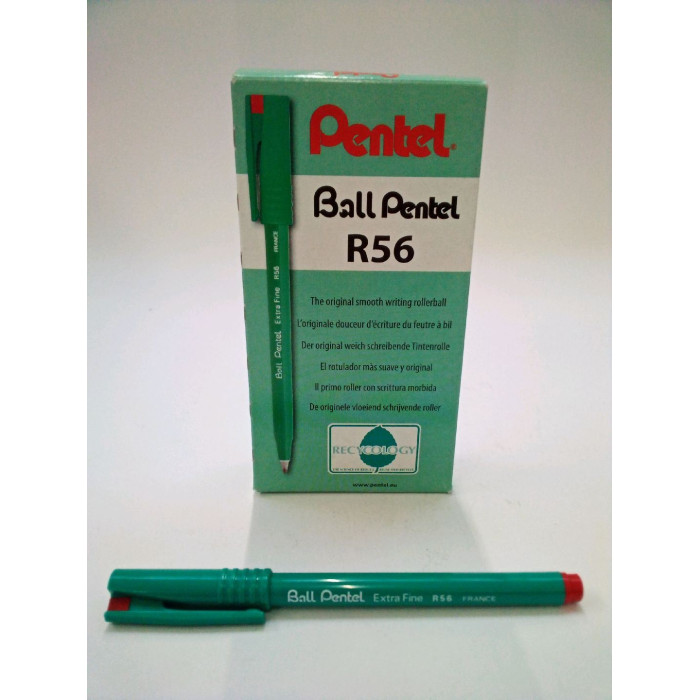 Pentel®
Ball Pentel
R56
The original smooth writing rollerball
L'originale douceur d'écriture du feutre à bil
Der original weich schreibende Tintenrolle
El rotulador màs suave y original
Il primo roller con scrittura morbida
De originele vloeiend schrijvende roller
RECYCOLOGY
www.pentel.eu
Ball Pentel Extra Fine R56 FRANCE
Ball Pentel Extra Fine R56 FRANCE